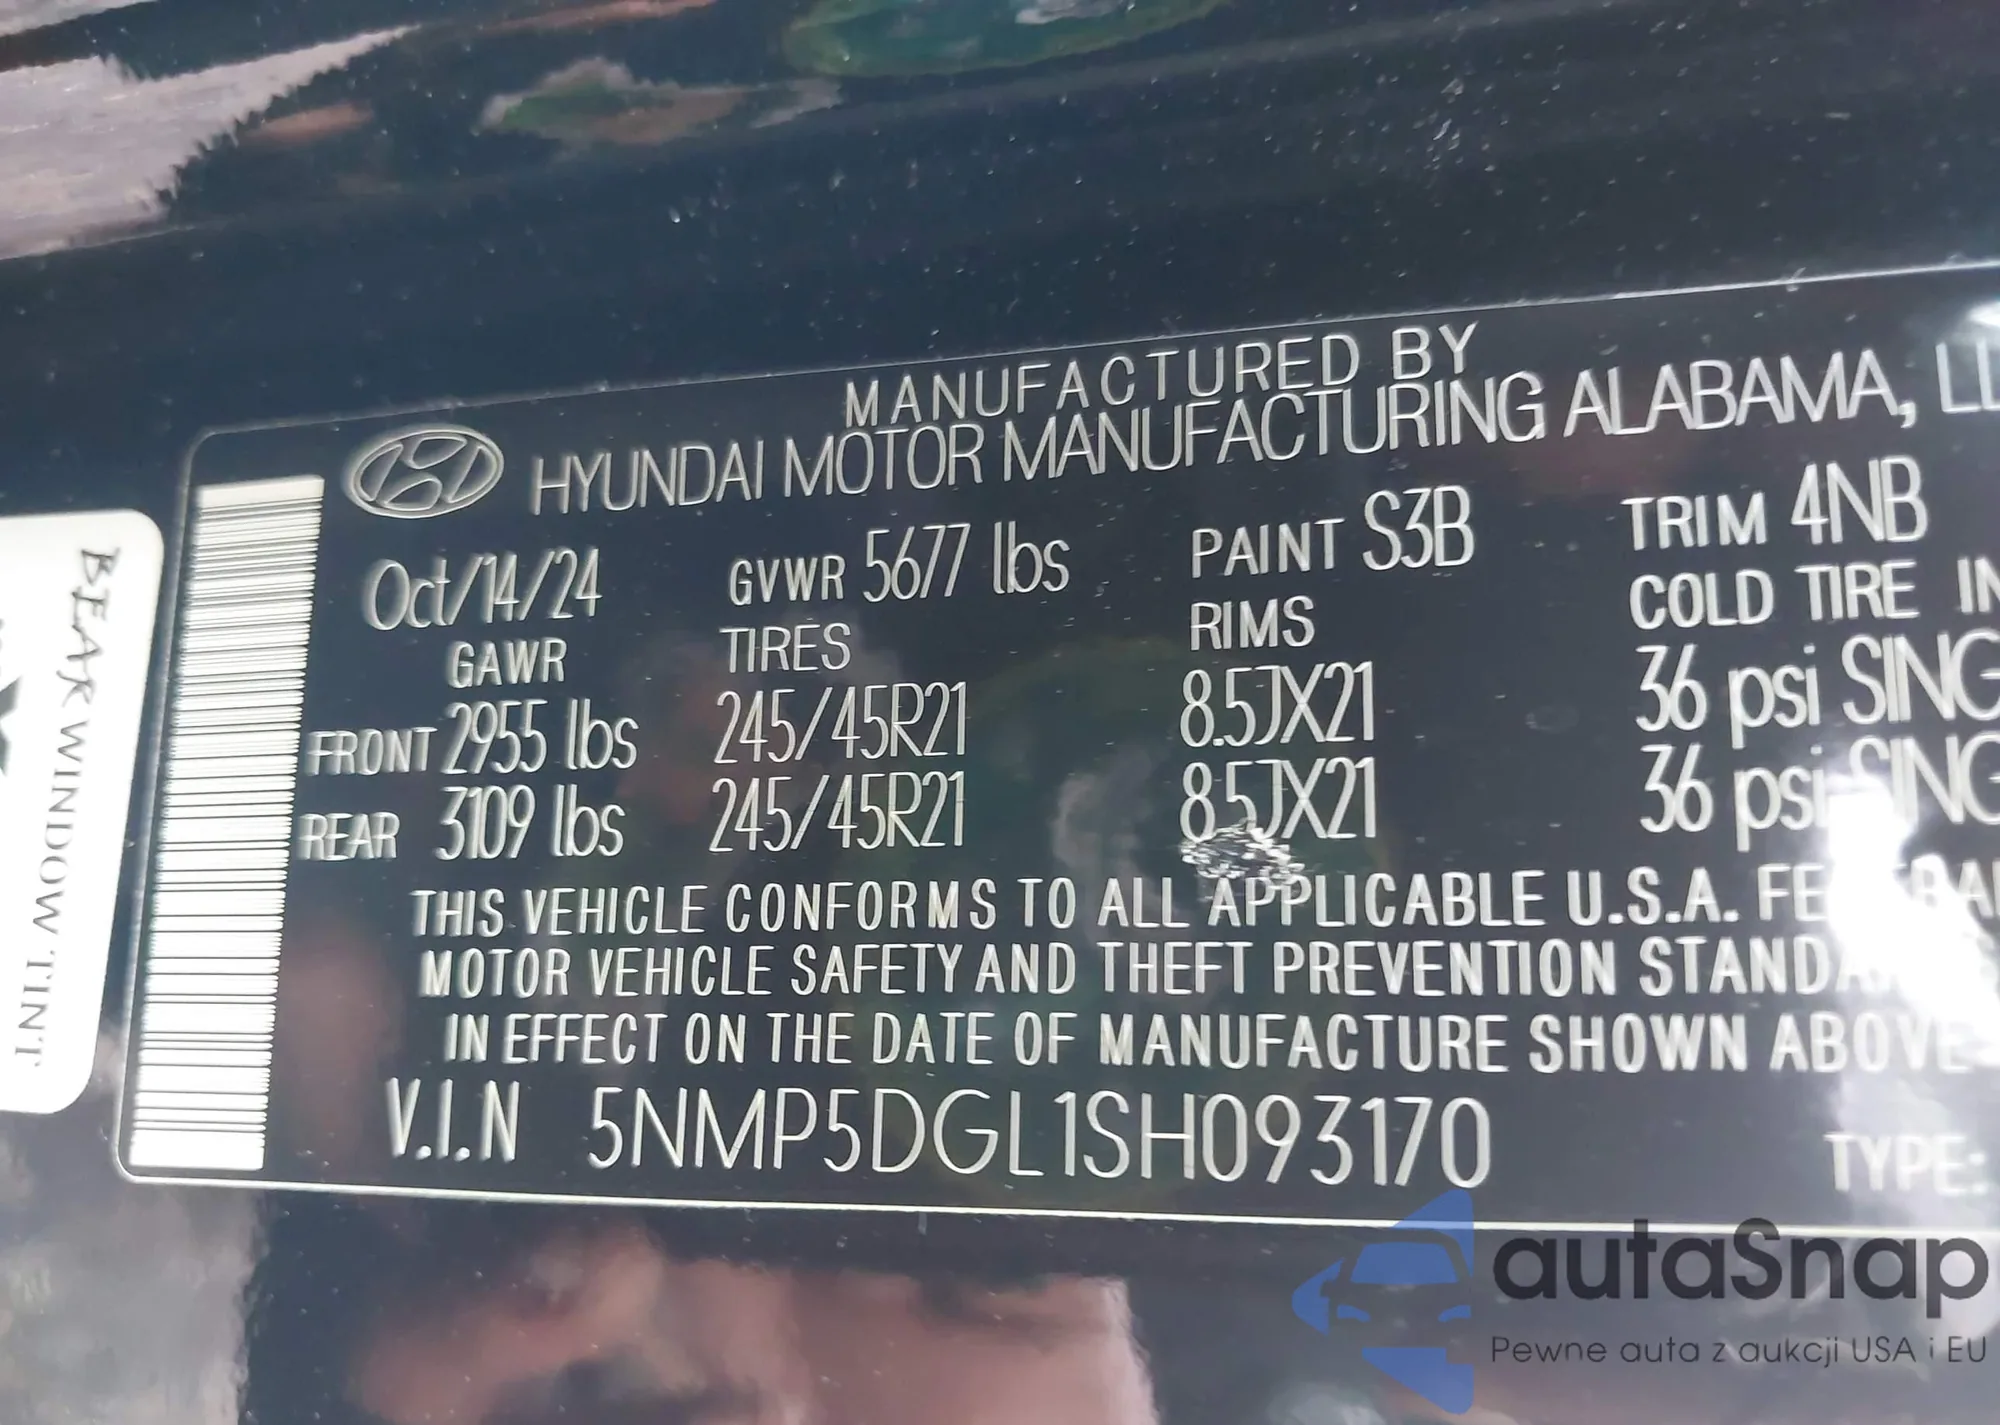 MANUFACTURED BY
HYUNDAI MOTOR MANUFACTURING ALABAMA,
Oct/14/24 GVWR 5677 lbs PAINT S3B TRIM 4NB
GAWR TIRES RIMS COLD TIRE
FRONT 2955 lbs 245/45R21 8.5JX21 36 psi
REAR 3109 lbs 245/45R21 8.5JX21 36 psi
THIS VEHICLE CONFORMS TO ALL APPLICABLE U.S.A.
MOTOR VEHICLE SAFETY AND THEFT PREVENTION
IN EFFECT ON THE DATE OF MANUFACTURE SHOWN ABOVE
V.I.N 5NMP5DGL1SH093170
TYPE:
BEAR WINDOW TINT
autaSnap
Pewne auta z aukcji USA i EU